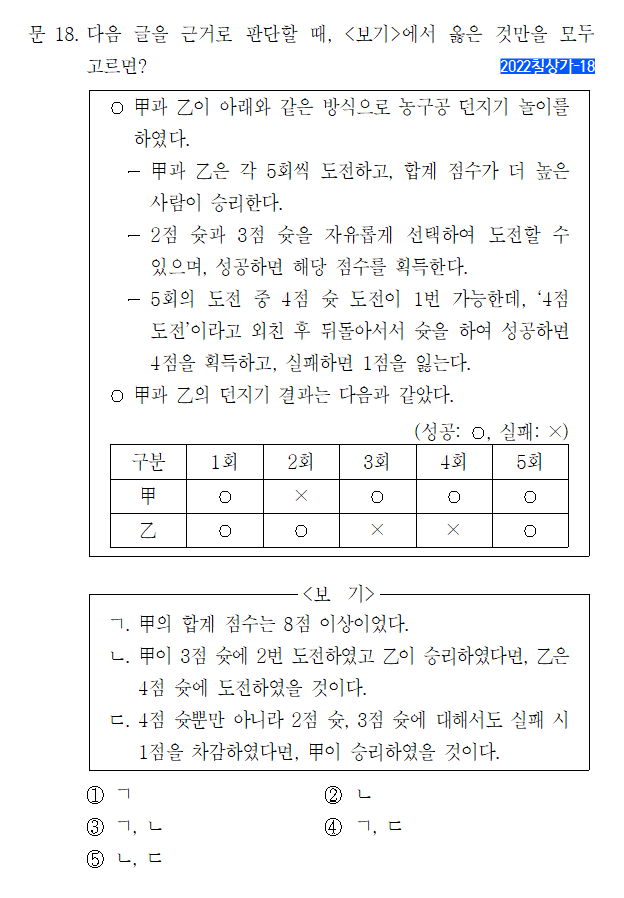 문 18. 다음 글을 근거로 판단할 때, <보기>에서 옳은 것만을 모두
고르면?
2022칠상가-18
○ 甲과 乙이 아래와 같은 방식으로 농구공 던지기 놀이를
하였다.
- 甲과 乙은 각 5회씩 도전하고, 합계 점수가 더 높은
사람이 승리한다.
- 2점 슛과 3점 슛을 자유롭게 선택하여 도전할 수
있으며, 성공하면 해당 점수를 획득한다.
- 5회의 도전 중 4점 슛 도전이 1번 가능한데, ‘4점
도전’이라고 외친 후 뒤돌아서서 슛을 하여 성공하면
4점을 획득하고, 실패하면 1점을 잃는다.
○ 甲과 乙의 던지기 결과는 다음과 같았다.
(성공: ○, 실패: ×)
구분 1회 2회 3회 4회 5회
甲 ○ × ○ ○ ○
乙 ○ ○ × × ○
<보 기>
ㄱ. 甲의 합계 점수는 8점 이상이었다.
ㄴ. 甲이 3점 슛에 2번 도전하였고 乙이 승리하였다면, 乙은
4점 슛에 도전하였을 것이다.
ㄷ. 4점 슛뿐만 아니라 2점 슛, 3점 슛에 대해서도 실패 시
1점을 차감하였다면, 甲이 승리하였을 것이다.
① ㄱ ② ㄴ
③ ㄱ, ㄴ ④ ㄱ, ㄷ
⑤ ㄴ, ㄷ